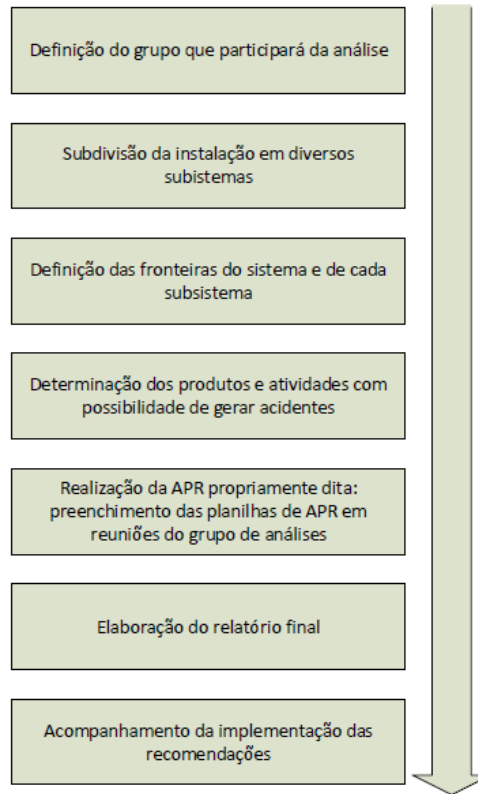 Definição do grupo que participará da análise
Subdivisão da instalação em diversos
subistemas
Definição das fronteiras do sistema e de cada
subsistema
Determinação dos produtos e atividades com
possibilidade de gerar acidentes
Realização da APR propriamente dita:
preenchimento das planilhas de APR em
reuniões do grupo de análises
Elaboração do relatório final
Acompanhamento da implementação das
recomendações